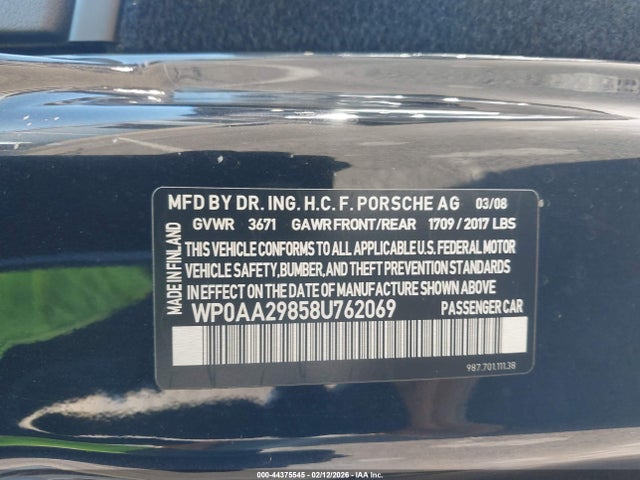 MFD BY DR. ING. H.C. F. PORSCHE AG 03/08
GVWR 3671 GAWR FRONT/REAR 1709 / 2017 LBS
THIS VEHICLE CONFORMS TO ALL APPLICABLE U.S. FEDERAL MOTOR
VEHICLE SAFETY, BUMPER, AND THEFT PREVENTION STANDARDS
IN EFFECT ON THE DATE OF MANUFACTURE SHOWN ABOVE
WP0AA29858U762069 PASSENGER CAR
987.701.111.38
MADE IN FINLAND
000-44375545 - 02/12/2026 - IAA Inc.